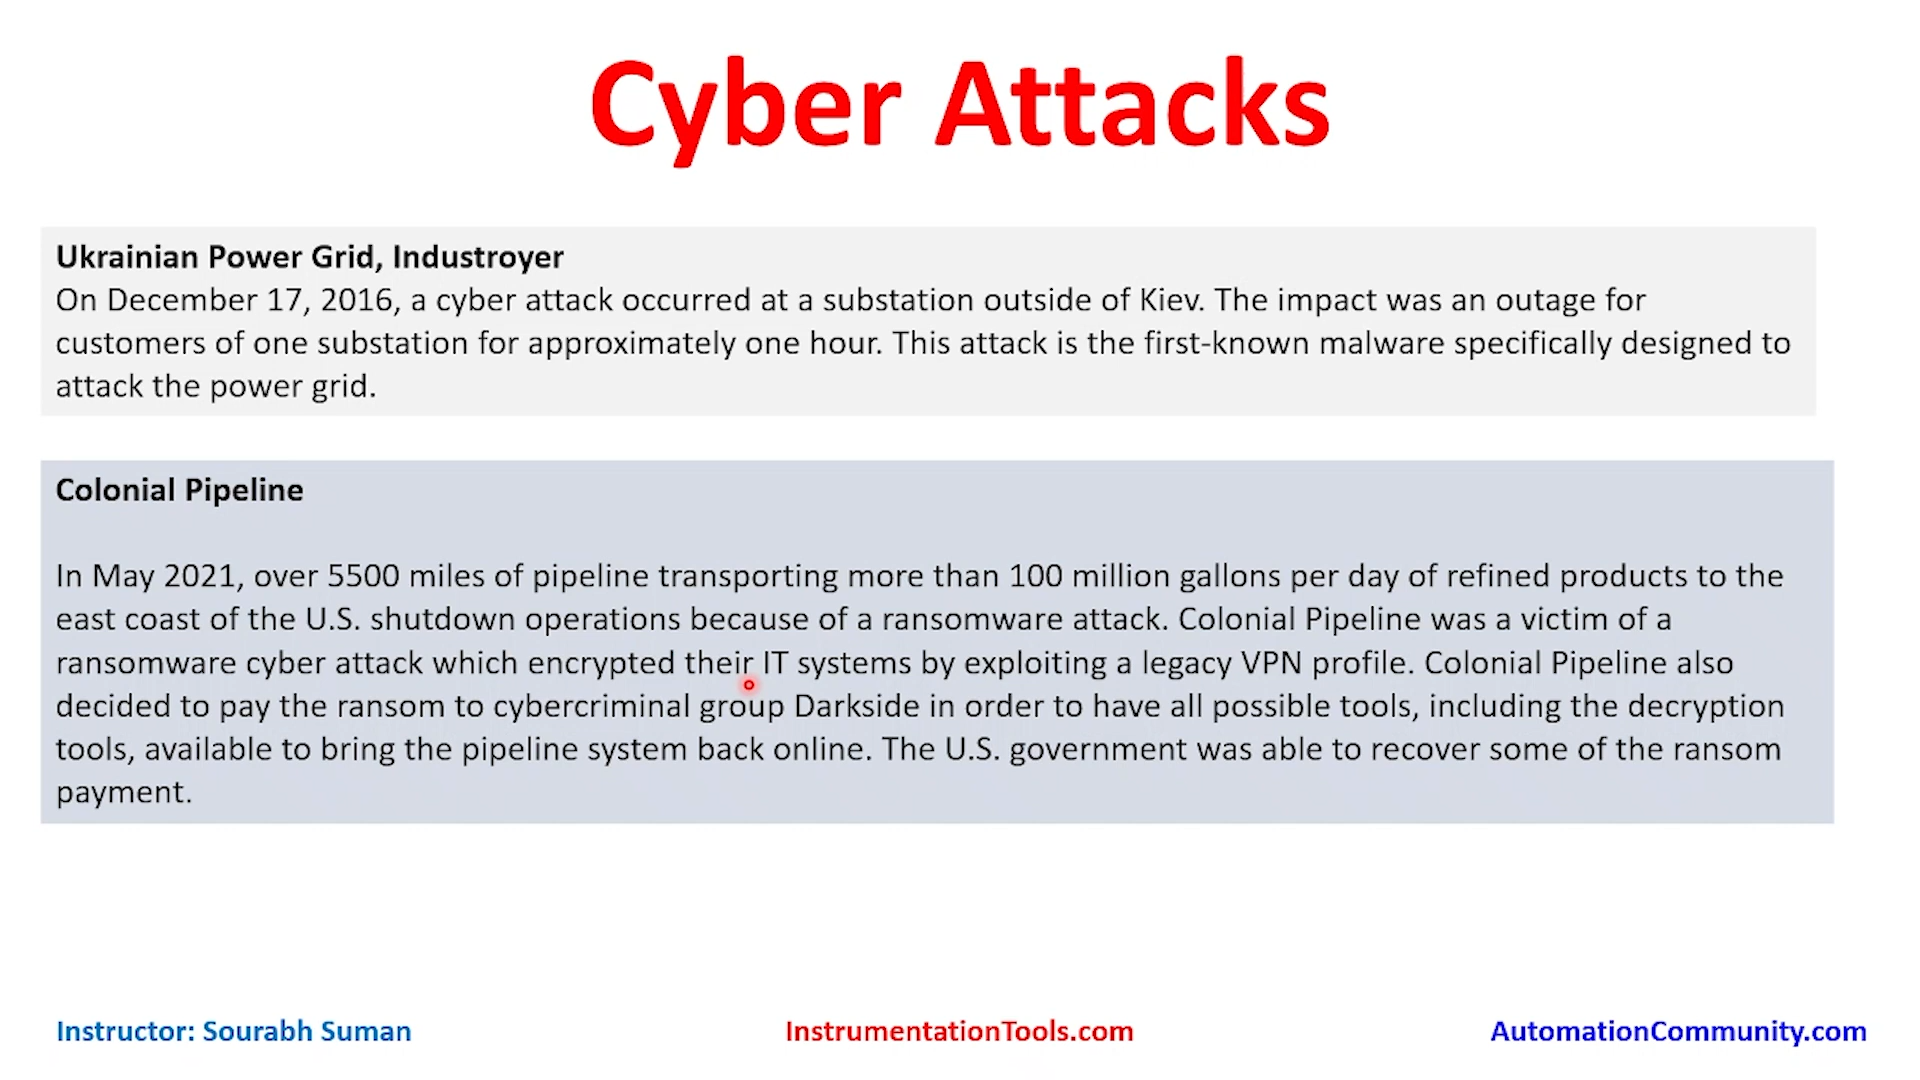 Cyber Attacks
Ukrainian Power Grid, Industroyer
On December 17, 2016, a cyber attack occurred at a substation outside of Kiev. The impact was an outage for
customers of one substation for approximately one hour. This attack is the first-known malware specifically designed to
attack the power grid.
Colonial Pipeline
In May 2021, over 5500 miles of pipeline transporting more than 100 million gallons per day of refined products to the
east coast of the U.S. shutdown operations because of a ransomware attack. Colonial Pipeline was a victim of a
ransomware cyber attack which encrypted their IT systems by exploiting a legacy VPN profile. Colonial Pipeline also
decided to pay the ransom to cybercriminal group Darkside in order to have all possible tools, including the decryption
tools, available to bring the pipeline system back online. The U.S. government was able to recover some of the ransom
payment.
Instructor: Sourabh Suman
InstrumentationTools.com
AutomationCommunity.com